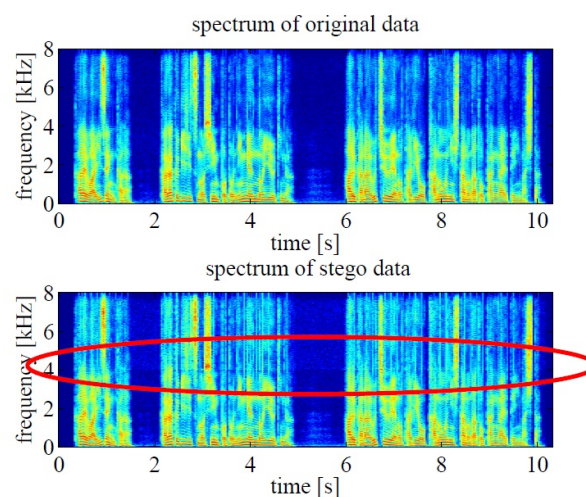 spectrum of original data
8
6
4
2
0
frequency [kHz]
0 2 4 6 8 10
time [s]
spectrum of stego data
8
6
4
2
0
frequency [kHz]
0 2 4 6 8 10
time [s]